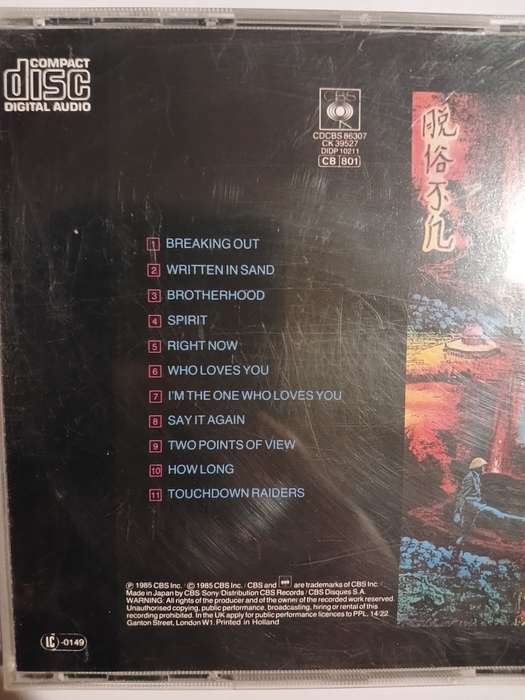 COMPACT
disc
DIGITAL AUDIO
CBS
CDCBS 86307
CK 39527
DIDP 10211
CB 801
脱俗不凡
1 BREAKING OUT
2 WRITTEN IN SAND
3 BROTHERHOOD
4 SPIRIT
5 RIGHT NOW
6 WHO LOVES YOU
7 I'M THE ONE WHO LOVES YOU
8 SAY IT AGAIN
9 TWO POINTS OF VIEW
10 HOW LONG
11 TOUCHDOWN RAIDERS
℗ 1985 CBS Inc. / © 1985 CBS Inc. / CBS and CBS are trademarks of CBS Inc.
Made in Japan by CBS Sony / Distribution CBS Records / CBS Disques S.A.
WARNING: All rights of the producer and of the owner of the recorded work reserved.
Unauthorised copying, public performance, broadcasting, hiring or rental of this
recording prohibited. In the UK apply for public performance licences to PPL, 14/22
Ganton Street, London W1. Printed in Holland
LC -0149